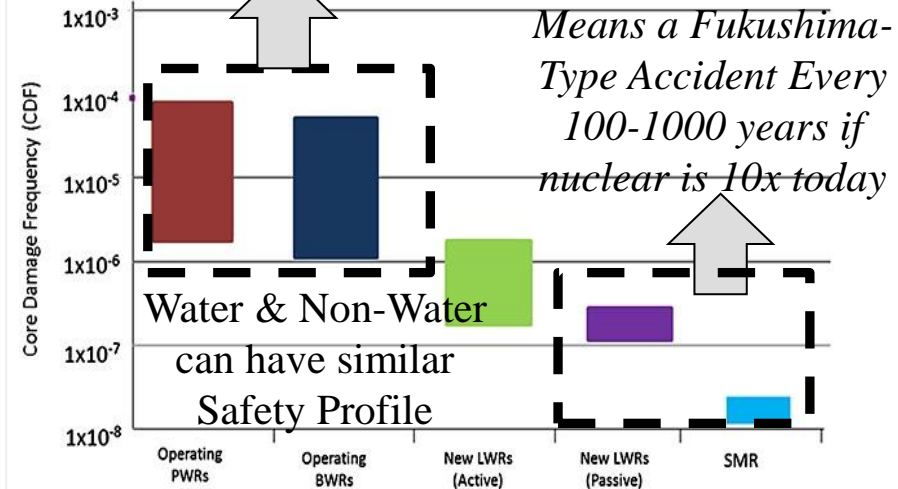 1x10-3
Means a Fukushima-
Type Accident Every
100-1000 years if
nuclear is 10x today
Core Damage Frequency (CDF)
1x10-4
1x10-5
1x10-6
Water & Non-Water
can have similar
Safety Profile
1x10-7
1x10-8
Operating
PWRs
Operating
BWRs
New LWRs
(Active)
New LWRs
(Passive)
SMR